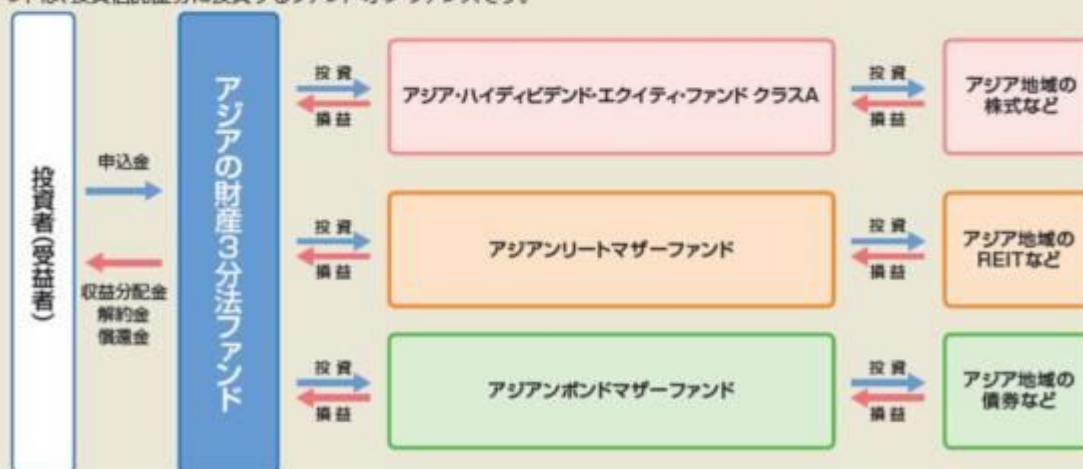 投資者(受益者)
申込金
収益分配金
解約金
償還金
アジアの財産3分法ファンド
投資
損益
アジア・ハイディビデンド・エクイティ・ファンド クラスA
投資
損益
アジア地域の
株式など
投資
損益
アジアンリートマザーファンド
投資
損益
アジア地域の
REITなど
投資
損益
アジアンボンドマザーファンド
投資
損益
アジア地域の
債券など